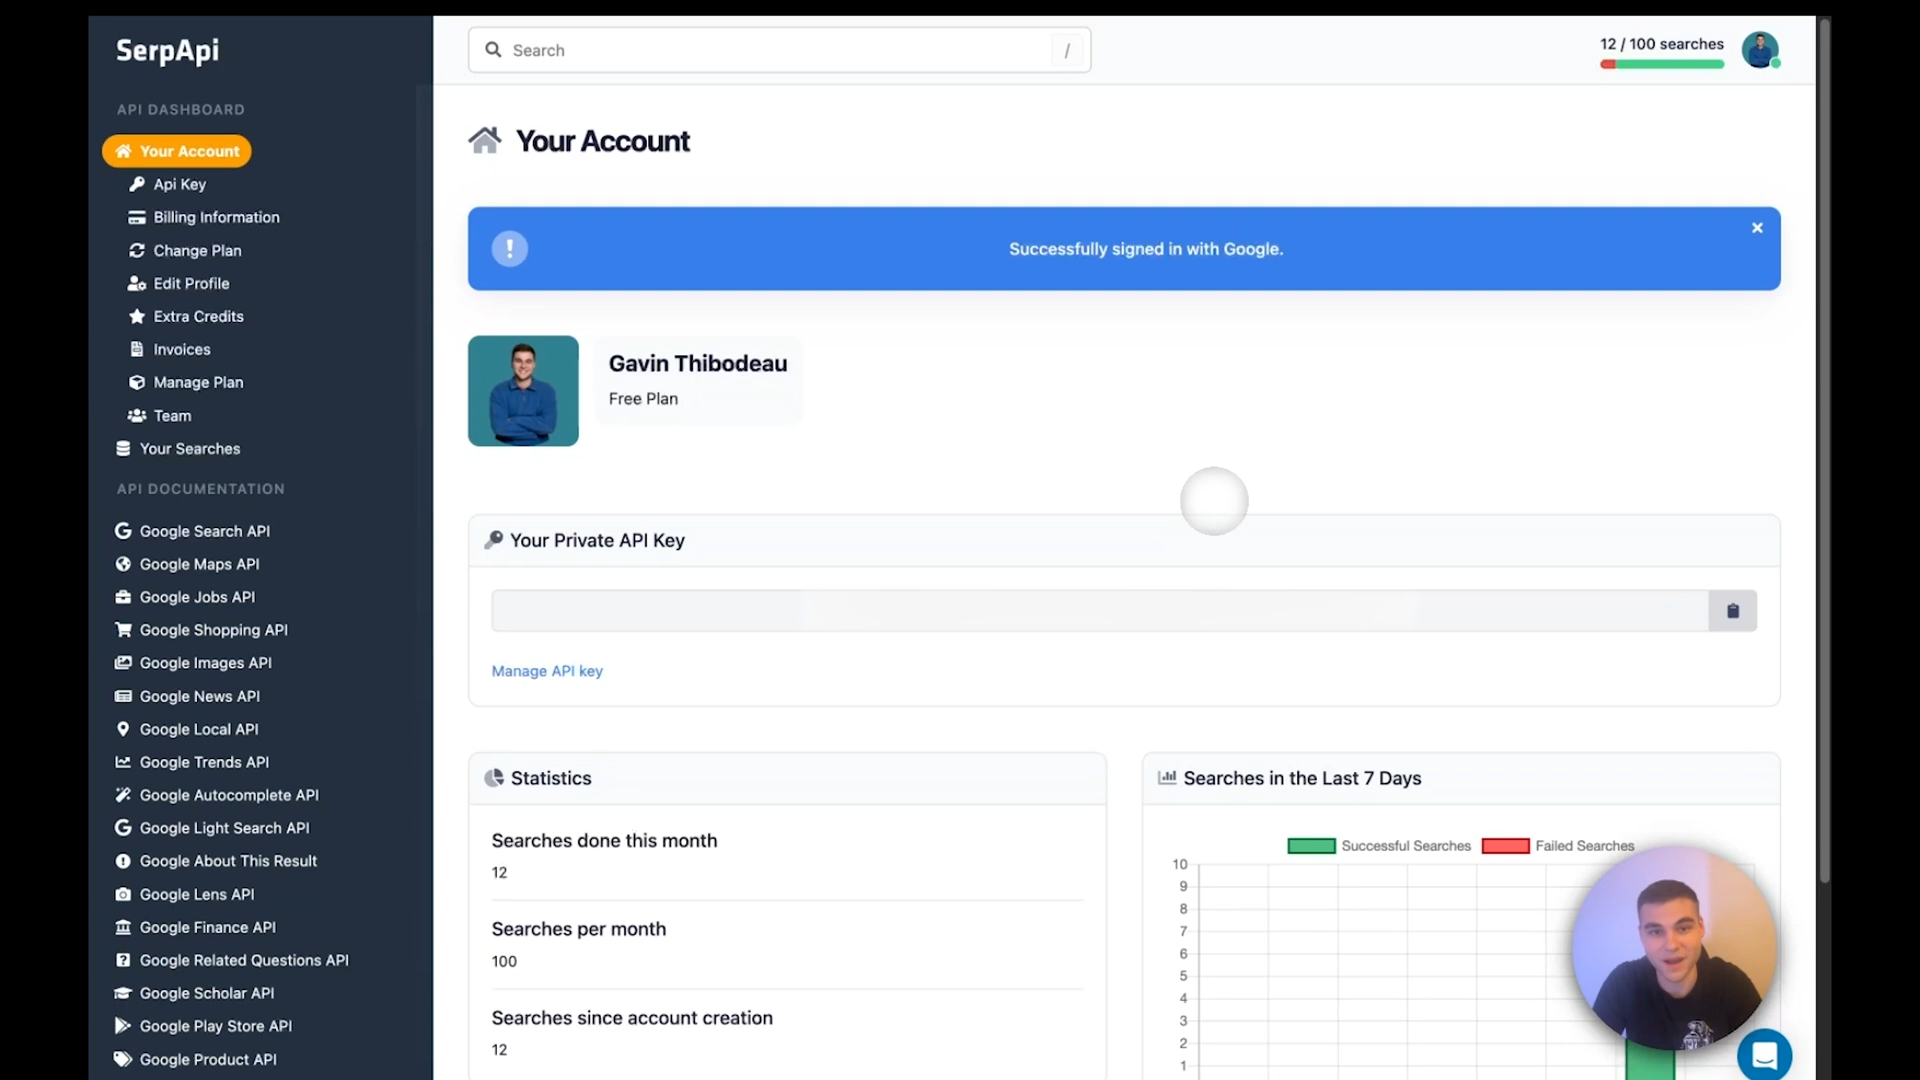 SerpApi
API DASHBOARD
Your Account
Api Key
Billing Information
Change Plan
Edit Profile
Extra Credits
Invoices
Manage Plan
Team
Your Searches
API DOCUMENTATION
Google Search API
Google Maps API
Google Jobs API
Google Shopping API
Google Images API
Google News API
Google Local API
Google Trends API
Google Autocomplete API
Google Light Search API
Google About This Result
Google Lens API
Google Finance API
Google Related Questions API
Google Scholar API
Google Play Store API
Google Product API
Search /
12 / 100 searches
Your Account
Successfully signed in with Google.
Gavin Thibodeau
Free Plan
Your Private API Key
Manage API key
Statistics
Searches done this month
12
Searches per month
100
Searches since account creation
12
Searches in the Last 7 Days
Successful Searches Failed Searches
10
9
8
7
6
5
4
3
2
1